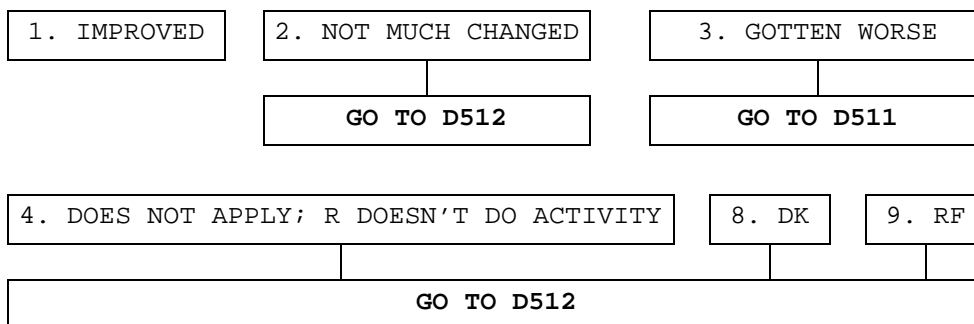 1. IMPROVED 2. NOT MUCH CHANGED 3. GOTTEN WORSE
GO TO D512 GO TO D511
4. DOES NOT APPLY; R DOESN'T DO ACTIVITY 8. DK 9. RF
GO TO D512